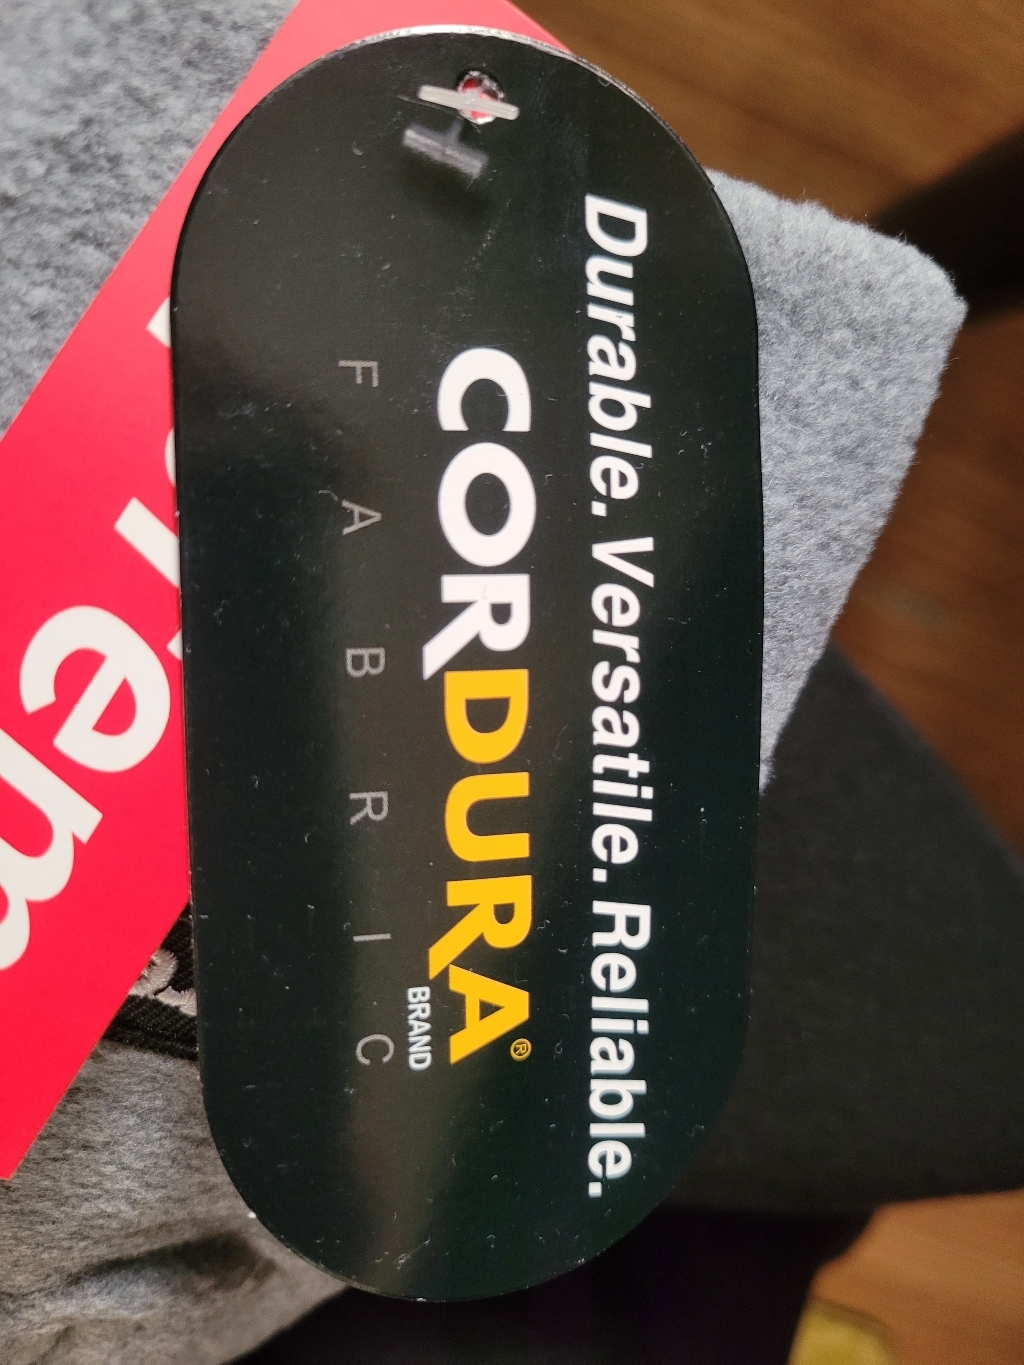 Durable. Versatile. Reliable.
CORDURA®
BRAND
FABRIC